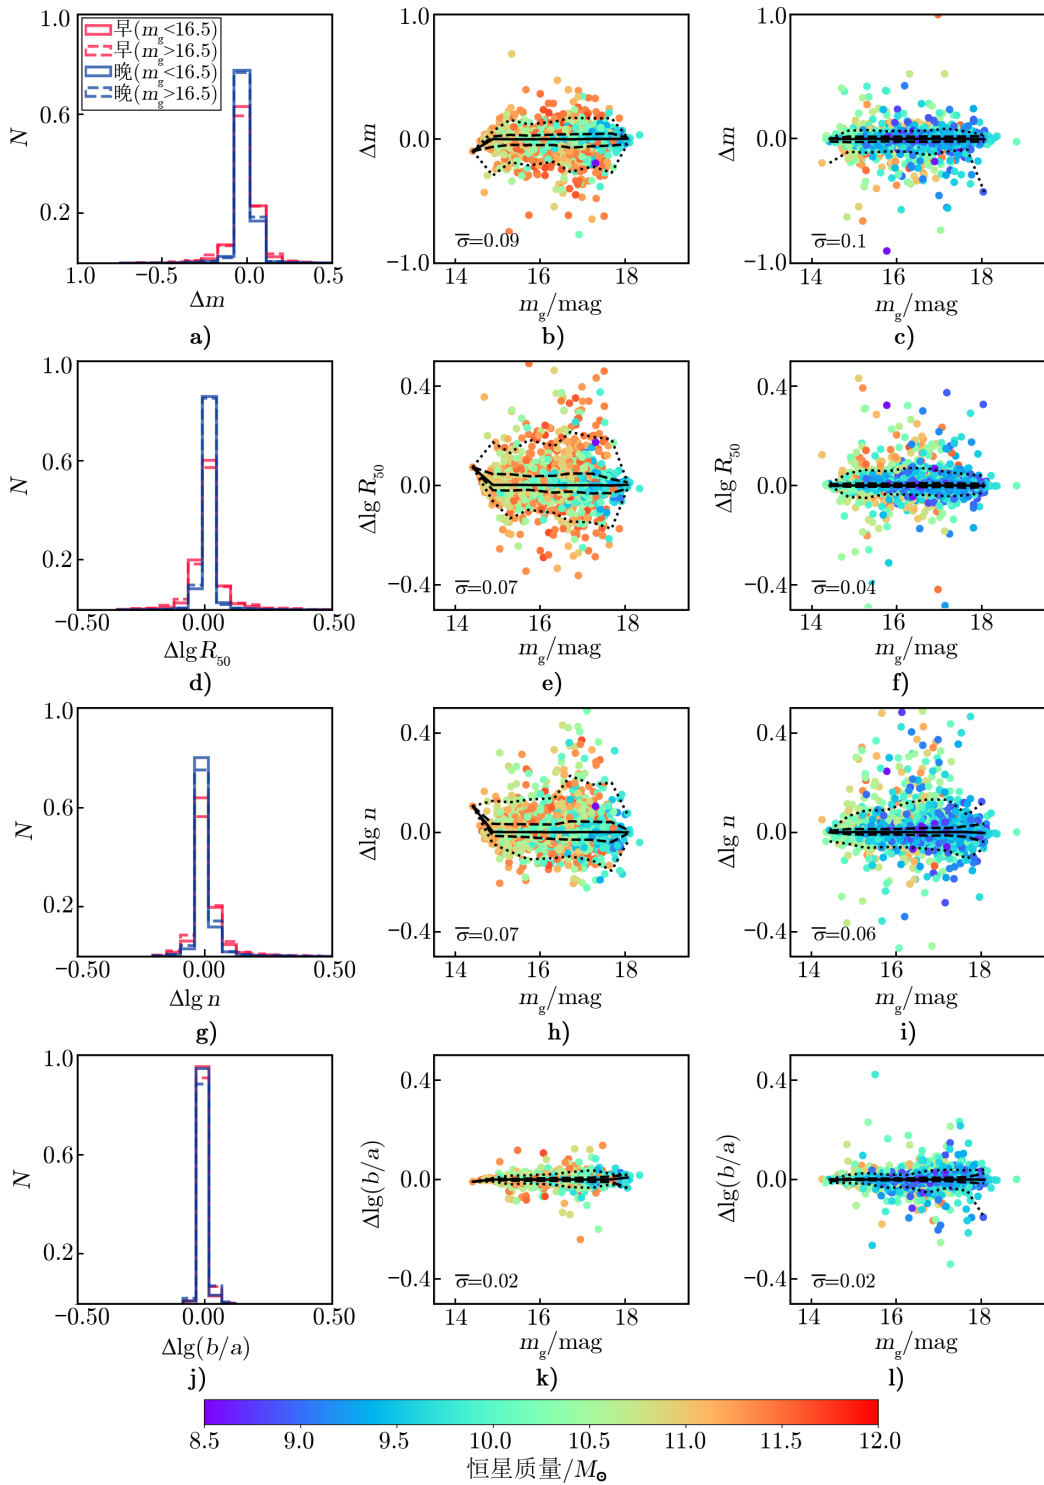 1.0
0.6
0.2
N
早(m_g<16.5)
早(m_g>16.5)
晚(m_g<16.5)
晚(m_g>16.5)
1.0 −0.5 0.0 0.5
Δm
a)
1.0
0.0
−1.0
Δm
σ̅=0.09
14 16 18
m_g/mag
b)
1.0
0.0
−1.0
Δm
σ̅=0.1
14 16 18
m_g/mag
c)
1.0
0.6
0.2
N
−0.50 0.00 0.50
ΔlgR_50
d)
0.4
0.0
−0.4
ΔlgR_50
σ̅=0.07
14 16 18
m_g/mag
e)
0.4
0.0
−0.4
ΔlgR_50
σ̅=0.04
14 16 18
m_g/mag
f)
1.0
0.6
0.2
N
−0.50 0.00 0.50
Δlg n
g)
0.4
0.0
−0.4
Δlg n
σ̅=0.07
14 16 18
m_g/mag
h)
0.4
0.0
−0.4
Δlg n
σ̅=0.06
14 16 18
m_g/mag
i)
1.0
0.6
0.2
N
−0.50 0.00 0.50
Δlg(b/a)
j)
0.4
0.0
−0.4
Δlg(b/a)
σ̅=0.02
14 16 18
m_g/mag
k)
0.4
0.0
−0.4
Δlg(b/a)
σ̅=0.02
14 16 18
m_g/mag
l)
8.5 9.0 9.5 10.0 10.5 11.0 11.5 12.0
恒星质量/M_⊙